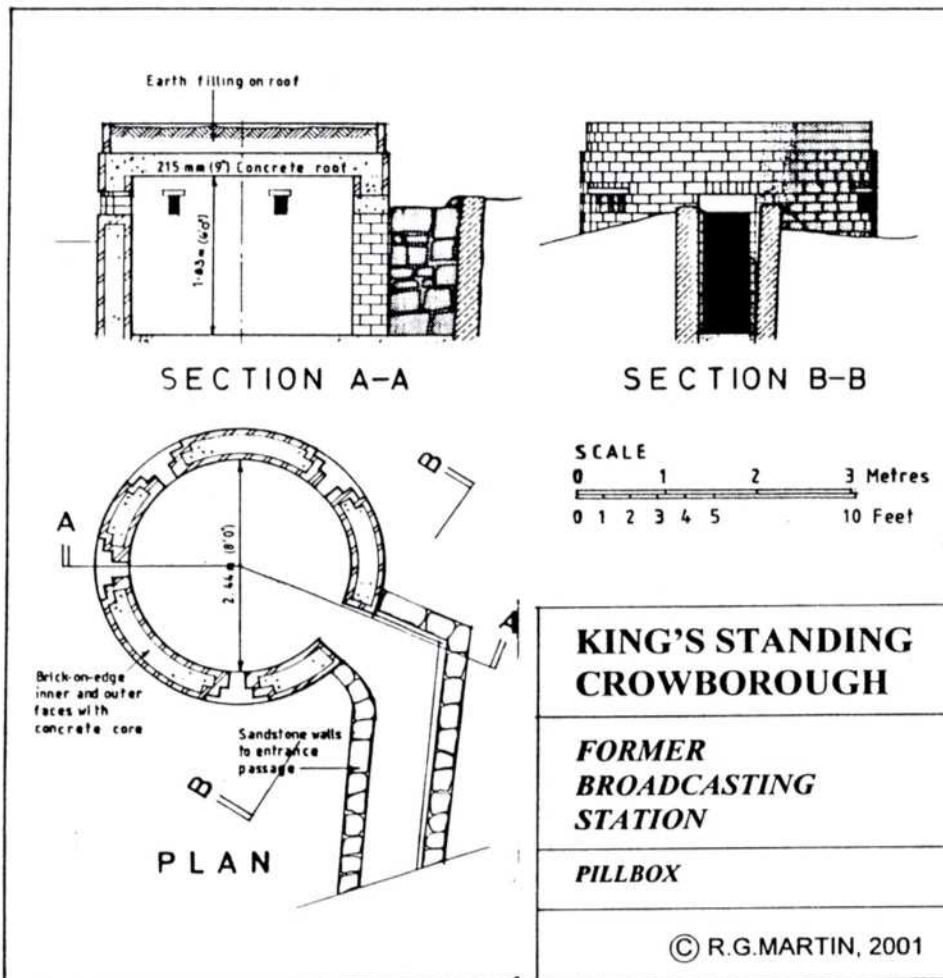 Earth filling on roof
215 mm (9") Concrete roof
1·83m (6'0")
SECTION A-A
SECTION B-B
SCALE
0 1 2 3 Metres
0 1 2 3 4 5 10 Feet
A
B
2.44m (8'0")
A
Brick-on-edge
inner and outer
faces with
concrete core
Sandstone walls
to entrance
passage
B
PLAN
KING'S STANDING
CROWBOROUGH
FORMER
BROADCASTING
STATION
PILLBOX
© R.G.MARTIN, 2001